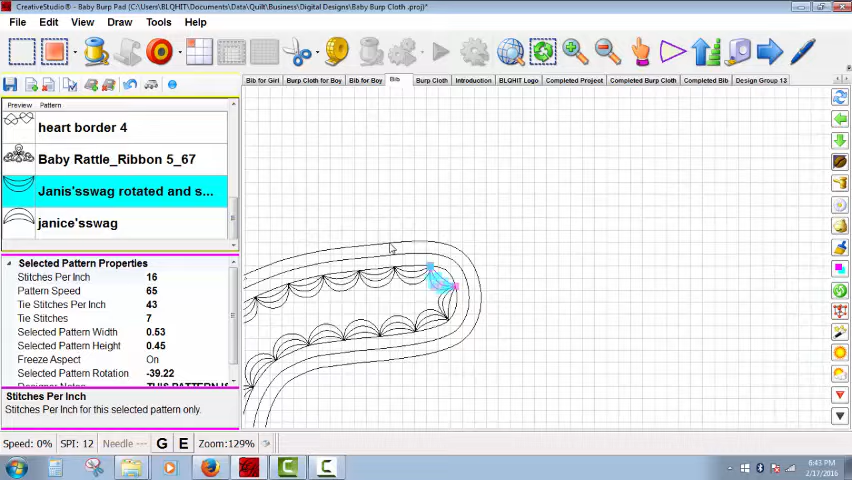 CreativeStudio® - Baby Burp Pad (C:\Users\BLQHIT\Documents\Data\Quilt\Business\Digital Designs\Baby Burp Cloth .proj)*
File Edit View Draw Tools Help
Bib for Girl Burp Cloth for Boy Bib for Boy Bib Burp Cloth Introduction BLQHIT Logo Completed Project Completed Burp Cloth Completed Bib Design Group 13
Preview Pattern
heart border 4
Baby Rattle_Ribbon 5_67
Janis'sswag rotated and s...
janice'sswag
Selected Pattern Properties
Stitches Per Inch 16
Pattern Speed 65
Tie Stitches Per Inch 43
Tie Stitches 7
Selected Pattern Width 0.53
Selected Pattern Height 0.45
Freeze Aspect On
Selected Pattern Rotation -39.22
Designer Notes THIS PATTERN IS
Stitches Per Inch
Stitches Per Inch for this selected pattern only.
Speed: 0% SPI: 12 Needle --- G E Zoom:129%
6:43 PM
2/17/2016